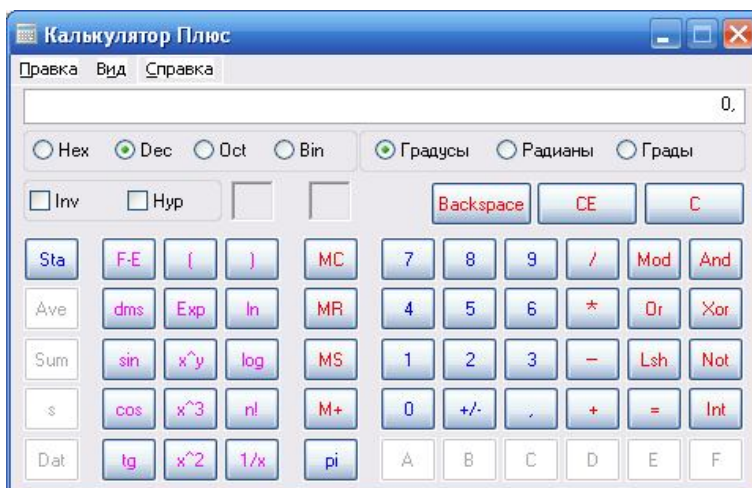 Калькулятор Плюс
Правка Вид Справка
0,
Hex Dec Oct Bin Градусы Радианы Грады
Inv Hyp Backspace CE C
Sta F-E ( ) MC 7 8 9 / Mod And
Ave dms Exp ln MR 4 5 6 * Or Xor
Sum sin x^y log MS 1 2 3 - Lsh Not
s cos x^3 n! M+ 0 +/- , + = Int
Dat tg x^2 1/x pi A B C D E F